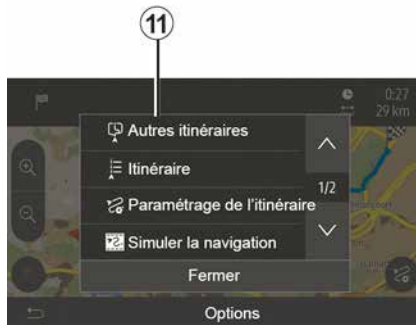 11
0:27
29 km
Autres itinéraires
Itinéraire
1/2
Paramétrage de l'itinéraire
Simuler la navigation
Fermer
Options